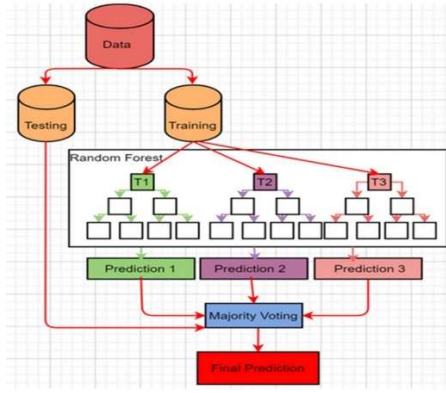 Data
Testing
Training
Random Forest
T1
T2
T3
Prediction 1
Prediction 2
Prediction 3
Majority Voting
Final Prediction